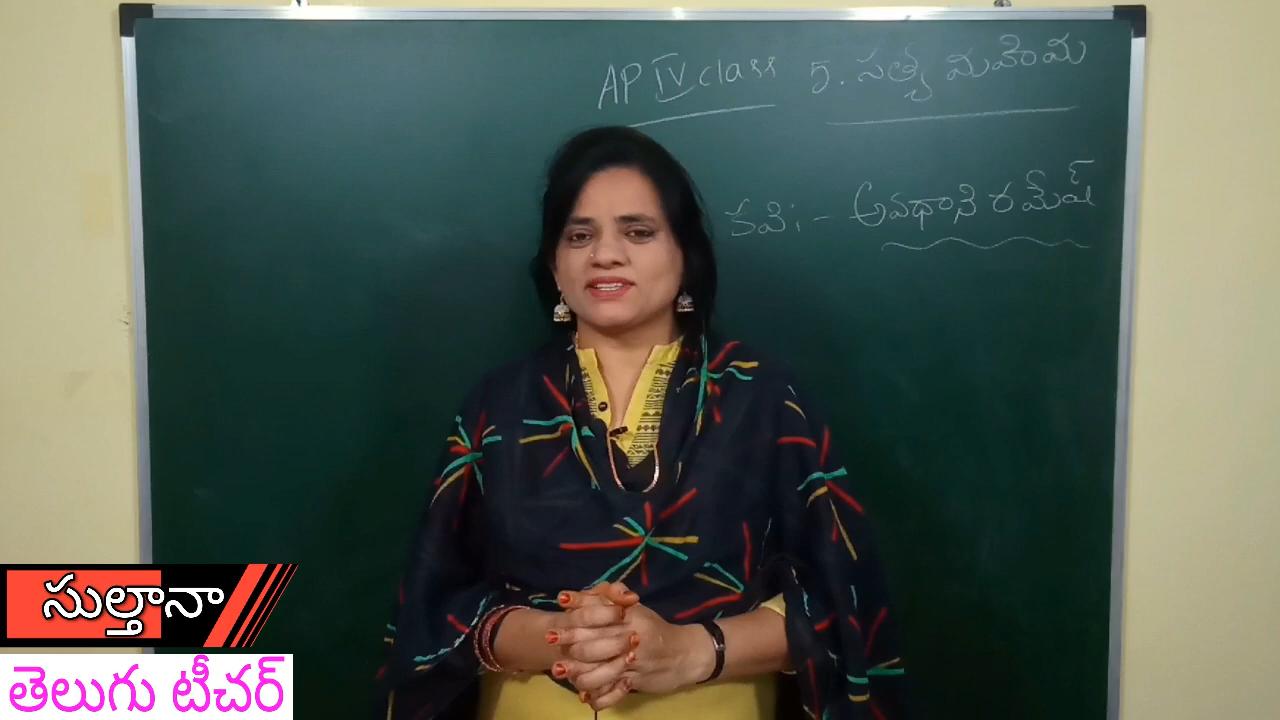 AP IV class 5. సత్య మహిమ
కవి:- అవధాని రమేష్
సుల్తానా
తెలుగు టీచర్